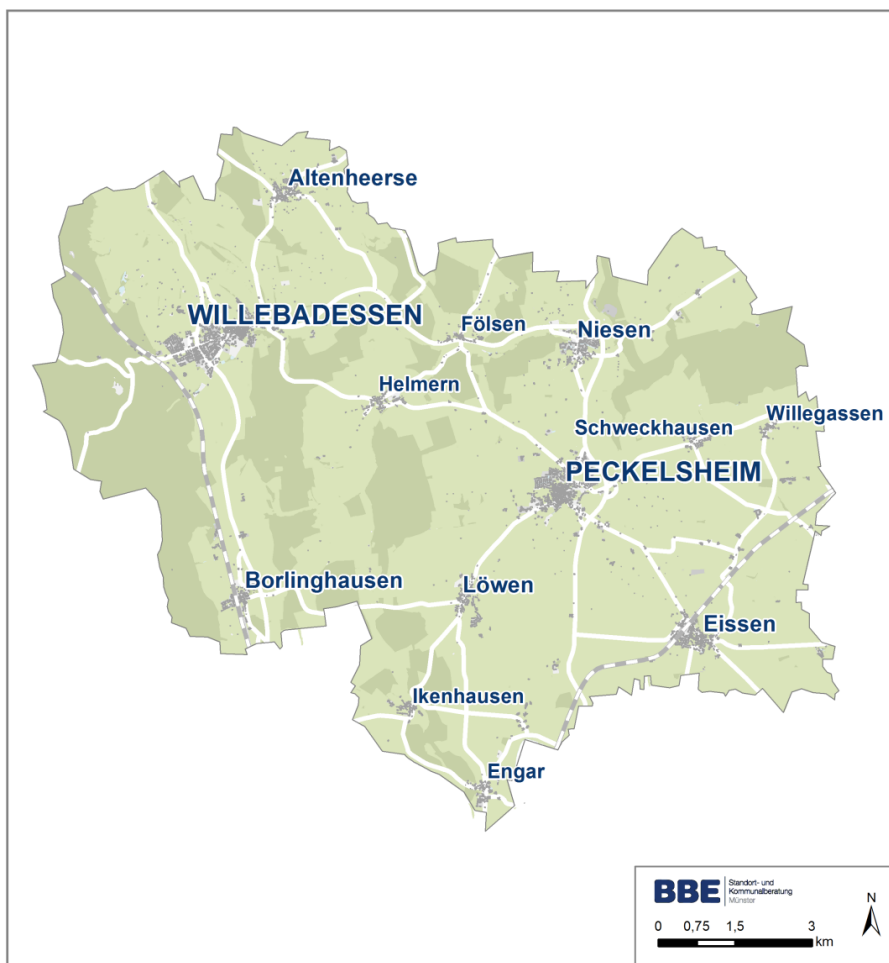 Altenheerse
WILLEBADESSEN
Fölsen
Niesen
Helmern
Willegassen
Schweckhausen
PECKELSHEIM
Borlinghausen
Löwen
Eissen
Ikenhausen
Engar
BBE
Standort- und
Kommunalberatung
Münster
N
0 0,75 1,5 3
km